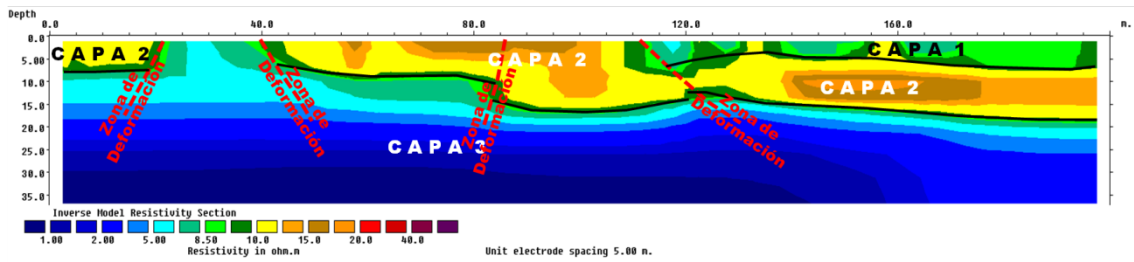 Depth
0.0 40.0 80.0 120.0 160.0 m.
0.0
5.00
10.0
15.0
20.0
25.0
30.0
35.0
CAPA 2
CAPA 2
CAPA 1
CAPA 2
CAPA 3
Zona de
Deformación
Zona de
Deformación
Zona de
Deformación
Zona de
Deformación
Inverse Model Resistivity Section
1.00 2.00 5.00 8.50 10.0 15.0 20.0 40.0
Resistivity in ohm.m Unit electrode spacing 5.00 m.